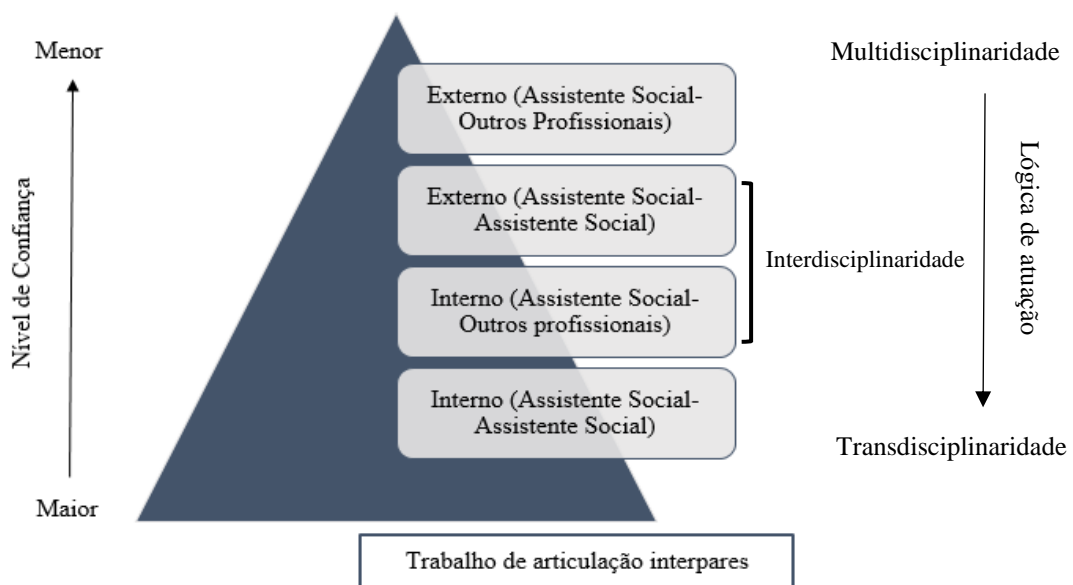 Menor
Multidisciplinaridade
Externo (Assistente Social-
Outros Profissionais)
Externo (Assistente Social-
Assistente Social)
Interdisciplinaridade
Interno (Assistente Social-
Outros profissionais)
Interno (Assistente Social-
Assistente Social)
Nível de Confiança
Lógica de atuação
Transdisciplinaridade
Maior
Trabalho de articulação interpares